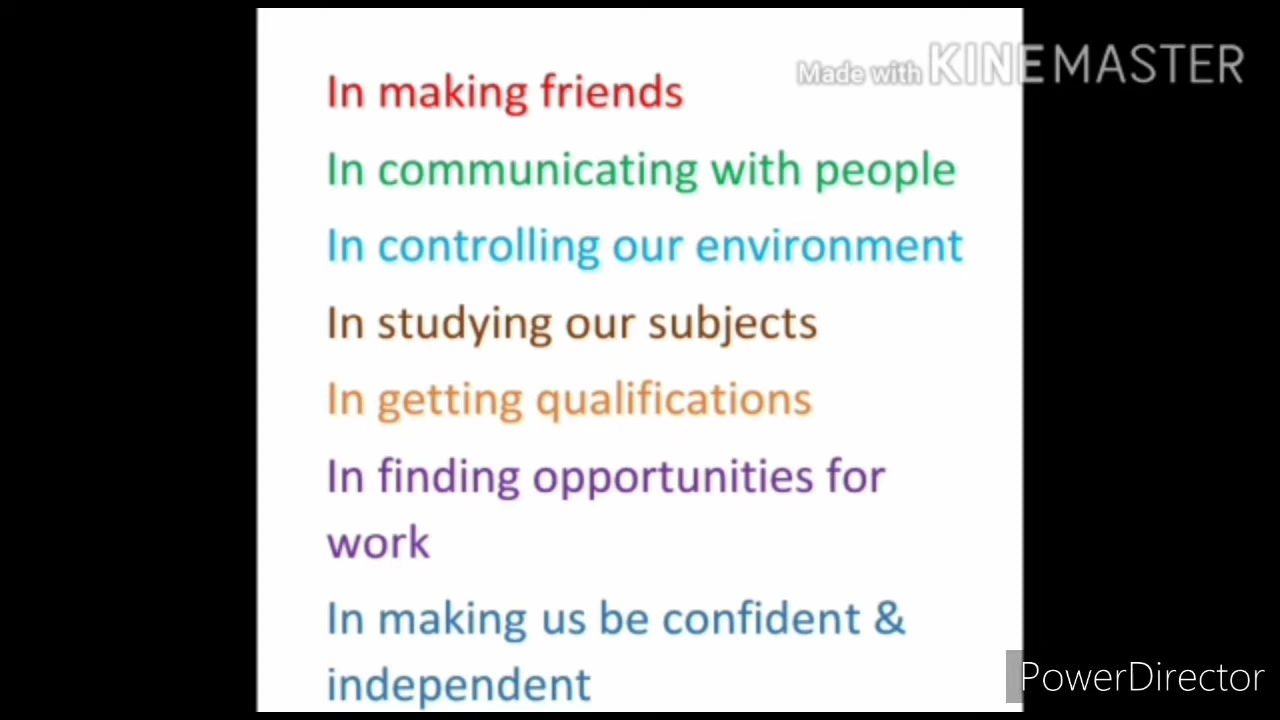 Made with KINEMASTER
In making friends
In communicating with people
In controlling our environment
In studying our subjects
In getting qualifications
In finding opportunities for
work
In making us be confident &
independent
PowerDirector